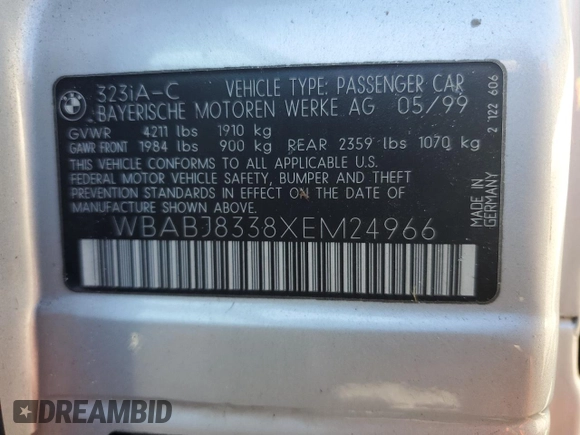 BMW
323iA-C VEHICLE TYPE: PASSENGER CAR
BAYERISCHE MOTOREN WERKE AG 05/99
GVWR 4211 lbs 1910 kg
GAWR FRONT 1984 lbs 900 kg REAR 2359 lbs 1070 kg
THIS VEHICLE CONFORMS TO ALL APPLICABLE U.S.
FEDERAL MOTOR VEHICLE SAFETY, BUMPER AND THEFT
PREVENTION STANDARDS IN EFFECT ON THE DATE OF
MANUFACTURE SHOWN ABOVE.
WBABJ8338XEM24966
2 122 606
MADE IN
GERMANY
DREAMBID